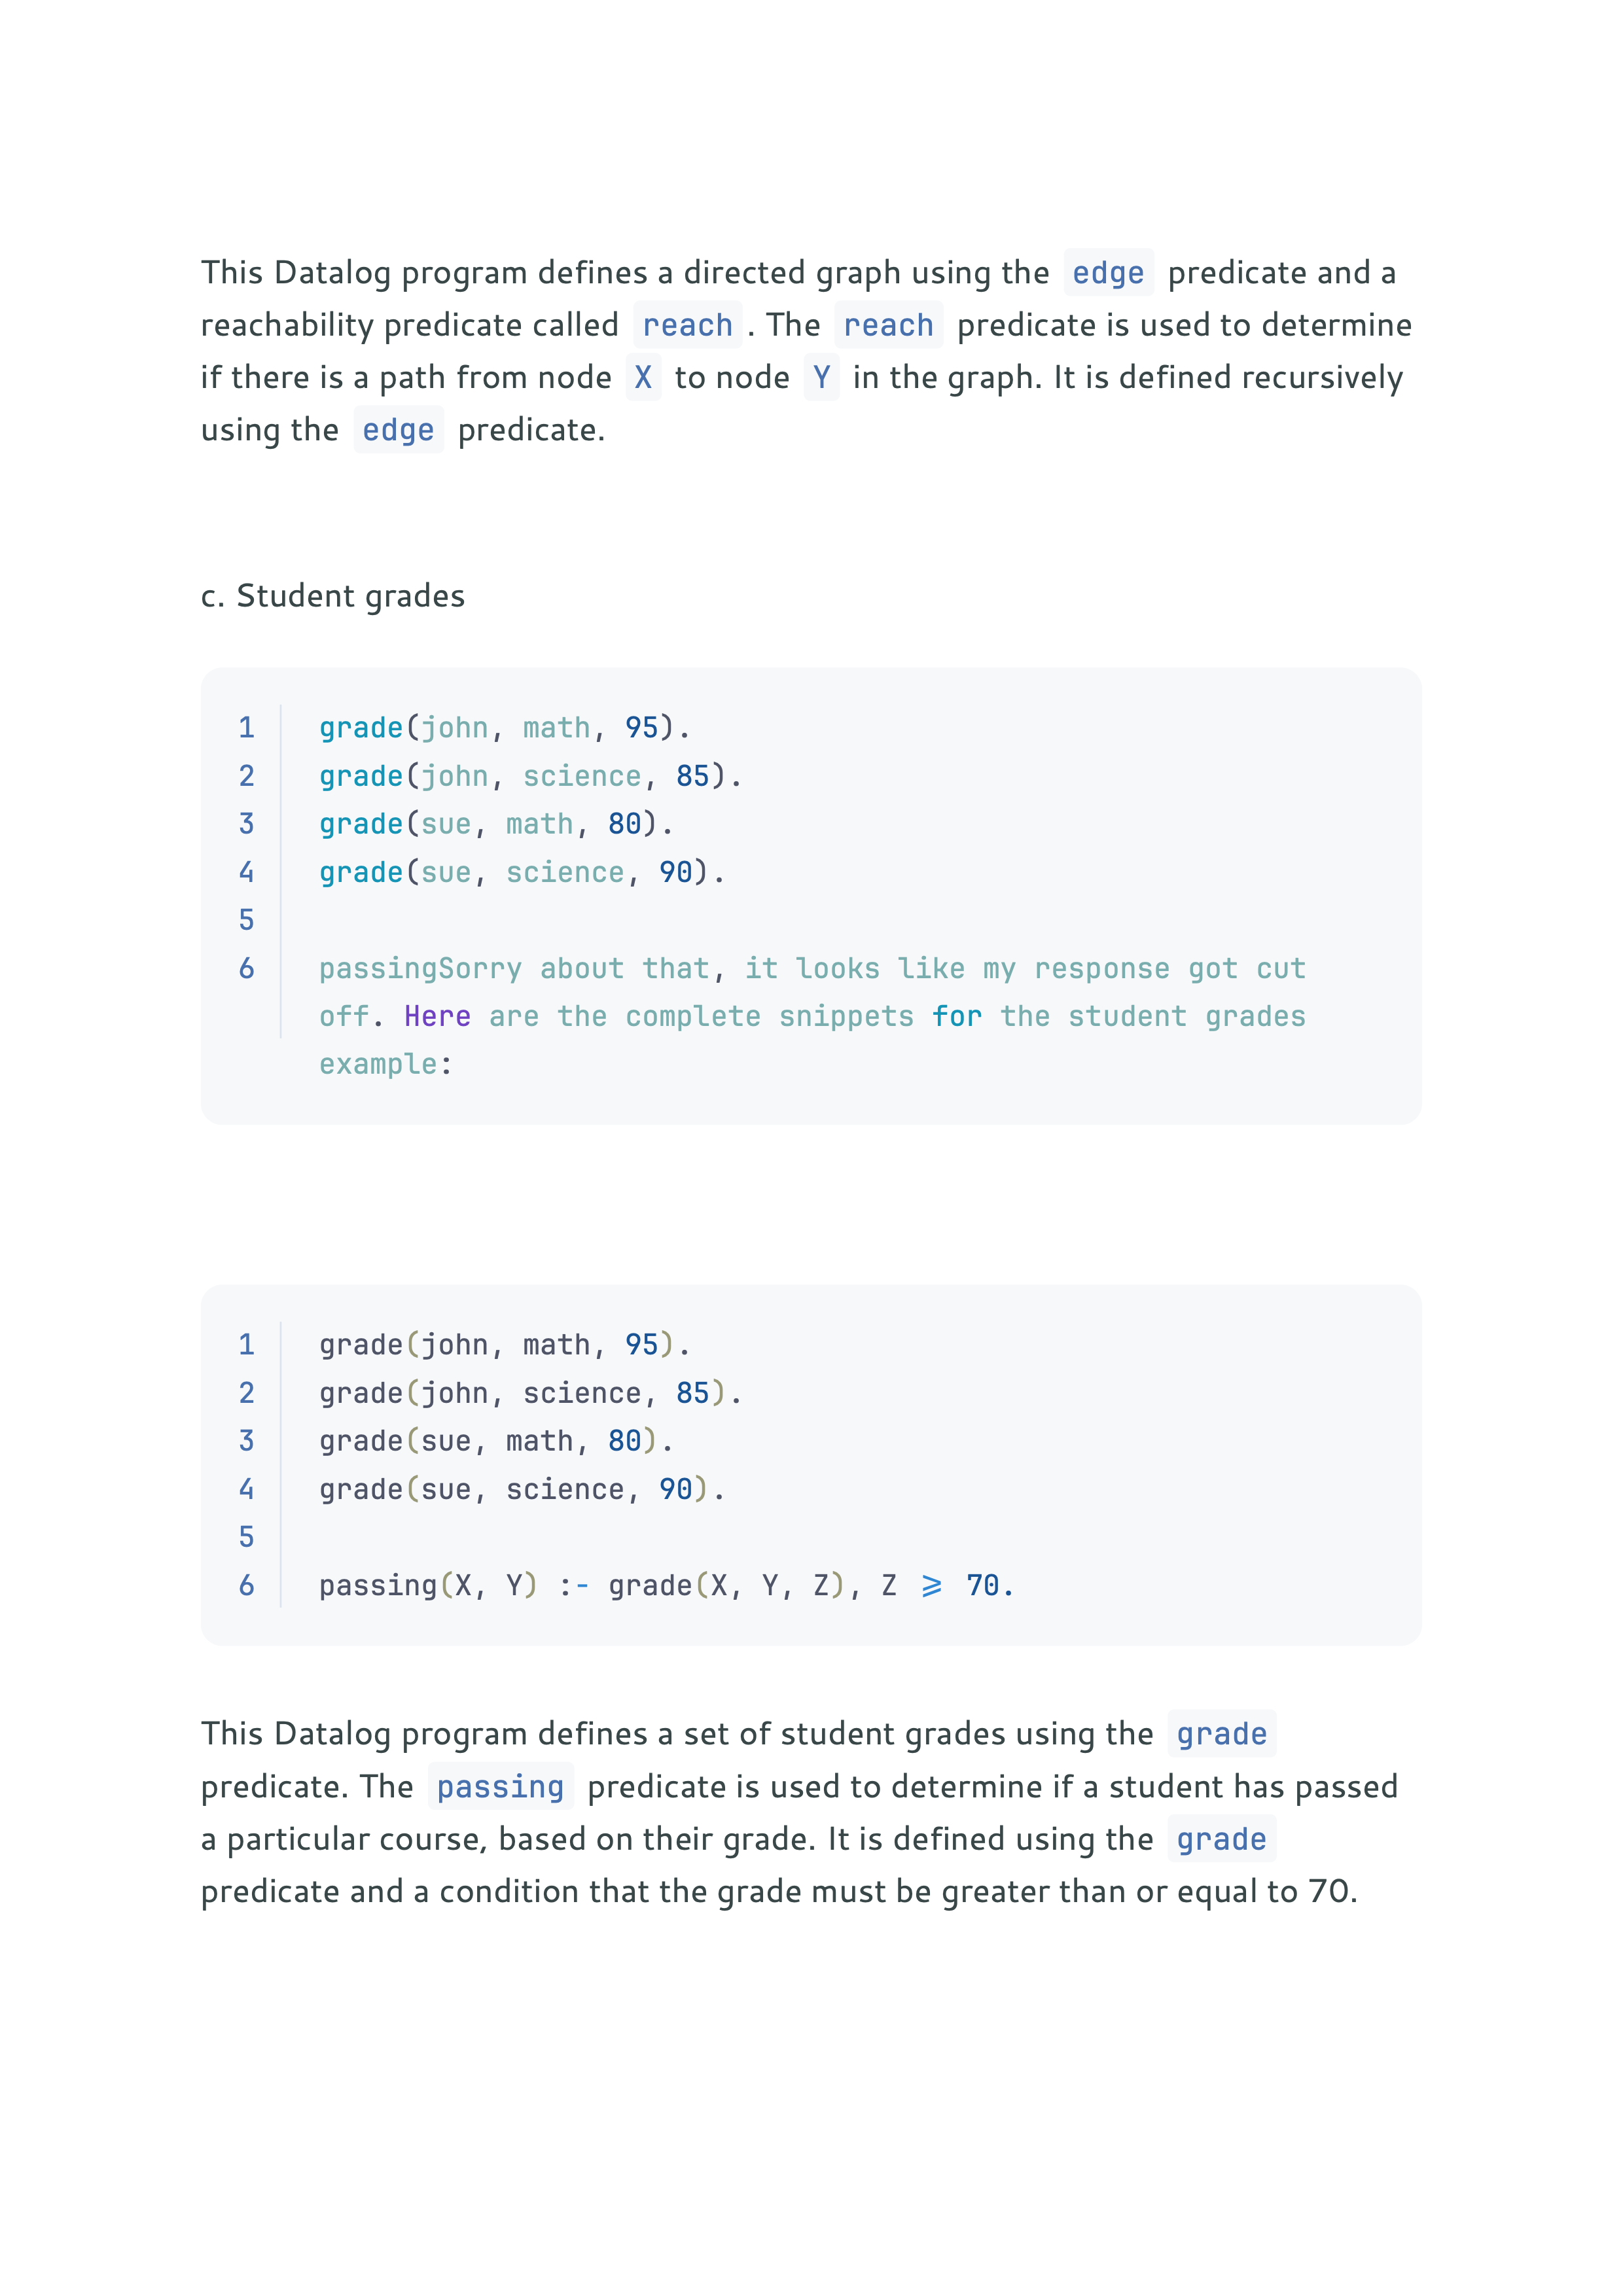 This Datalog program defines a directed graph using the edge predicate and a
reachability predicate called reach . The reach predicate is used to determine
if there is a path from node X to node Y in the graph. It is defined recursively
using the edge predicate.
c. Student grades
1 grade(john, math, 95).
2 grade(john, science, 85).
3 grade(sue, math, 80).
4 grade(sue, science, 90).
5
6 passingSorry about that, it looks like my response got cut
off. Here are the complete snippets for the student grades
example:
1 grade(john, math, 95).
2 grade(john, science, 85).
3 grade(sue, math, 80).
4 grade(sue, science, 90).
5
6 passing(X, Y) :- grade(X, Y, Z), Z ⩾ 70.
This Datalog program defines a set of student grades using the grade
predicate. The passing predicate is used to determine if a student has passed
a particular course, based on their grade. It is defined using the grade
predicate and a condition that the grade must be greater than or equal to 70.